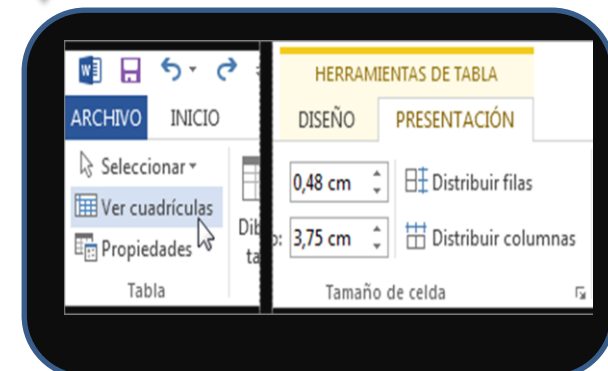 HERRAMIENTAS DE TABLA
ARCHIVO INICIO
DISEÑO PRESENTACIÓN
Seleccionar
Ver cuadrículas
Propiedades
Tabla
0,48 cm Distribuir filas
3,75 cm Distribuir columnas
Tamaño de celda